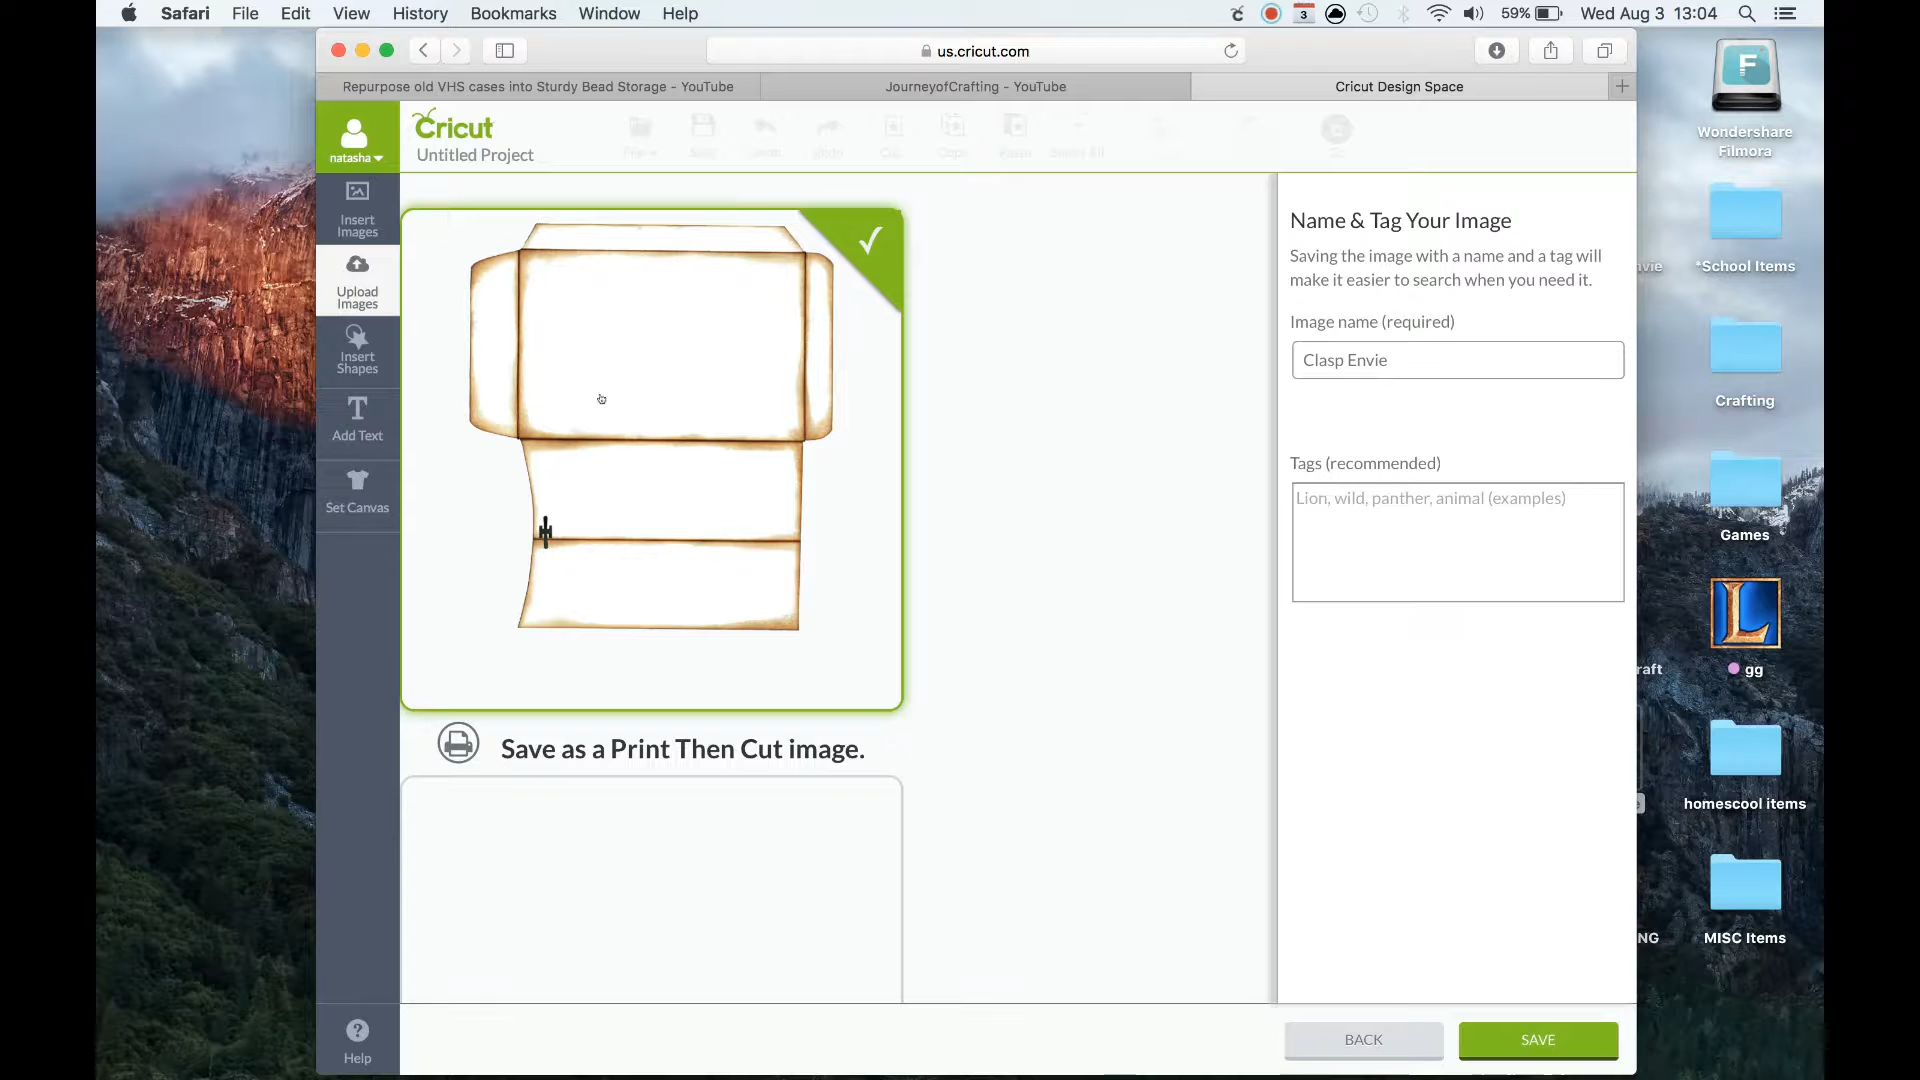 Safari File Edit View History Bookmarks Window Help 3 59% Wed Aug 3 13:04
us.cricut.com
Repurpose old VHS cases into Sturdy Bead Storage - YouTube JourneyofCrafting - YouTube Cricut Design Space
natasha
Cricut
Untitled Project
Insert
Images
Upload
Images
Insert
Shapes
Add Text
Set Canvas
Help
Save as a Print Then Cut image.
Name & Tag Your Image
Saving the image with a name and a tag will
make it easier to search when you need it.
Image name (required)
Clasp Envie
Tags (recommended)
Lion, wild, panther, animal (examples)
BACK SAVE
F
Wondershare
Filmora
nvie *School Items
Crafting
Games
L
raft gg
homescool items
NG MISC Items